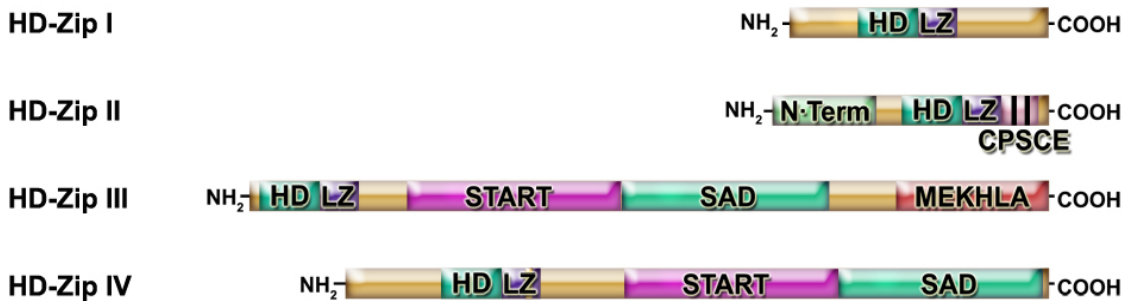 HD-Zip I NH2 HD LZ COOH
HD-Zip II NH2 N-Term HD LZ COOH
CPSCE
HD-Zip III NH2 HD LZ START SAD MEKHLA COOH
HD-Zip IV NH2 HD LZ START SAD COOH